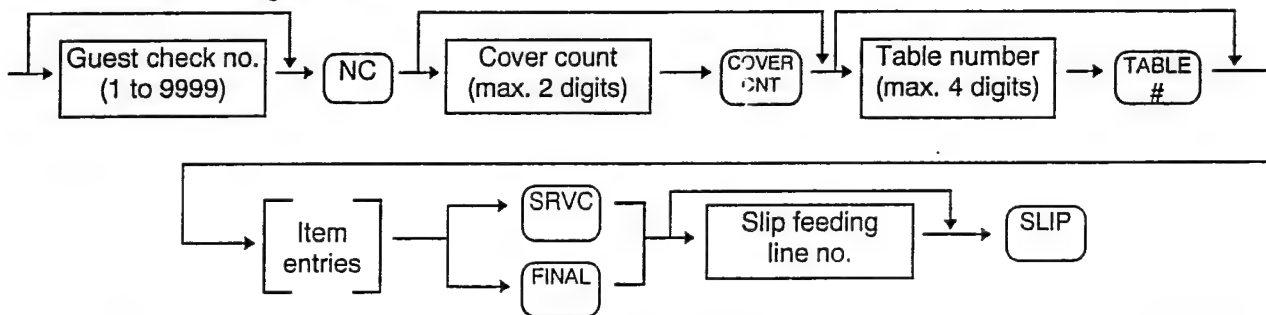 Guest check no.
(1 to 9999)
NC
Cover count
(max. 2 digits)
COVER
CNT
Table number
(max. 4 digits)
TABLE
#
Item
entries
SRVC
FINAL
Slip feeding
line no.
SLIP